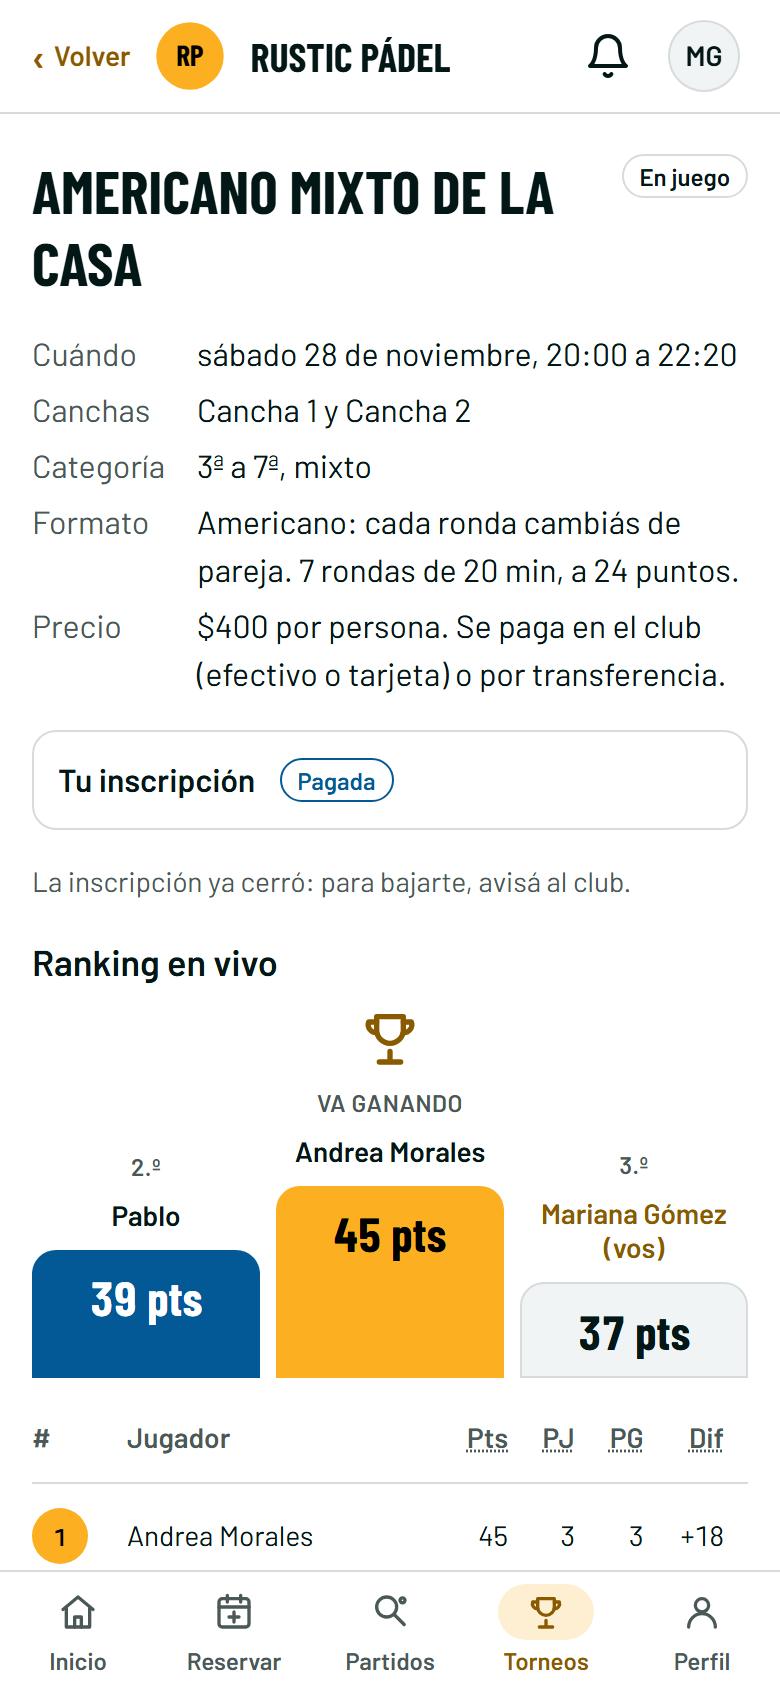 ‹ Volver RP RUSTIC PÁDEL MG
AMERICANO MIXTO DE LA
CASA
En juego
Cuándo sábado 28 de noviembre, 20:00 a 22:20
Canchas Cancha 1 y Cancha 2
Categoría 3ª a 7ª, mixto
Formato Americano: cada ronda cambiás de
pareja. 7 rondas de 20 min, a 24 puntos.
Precio $400 por persona. Se paga en el club
(efectivo o tarjeta) o por transferencia.
Tu inscripción Pagada
La inscripción ya cerró: para bajarte, avisá al club.
Ranking en vivo
VA GANANDO
Andrea Morales
45 pts
2.º
Pablo
39 pts
3.º
Mariana Gómez
(vos)
37 pts
# Jugador Pts PJ PG Dif
1 Andrea Morales 45 3 3 +18
Inicio Reservar Partidos Torneos Perfil